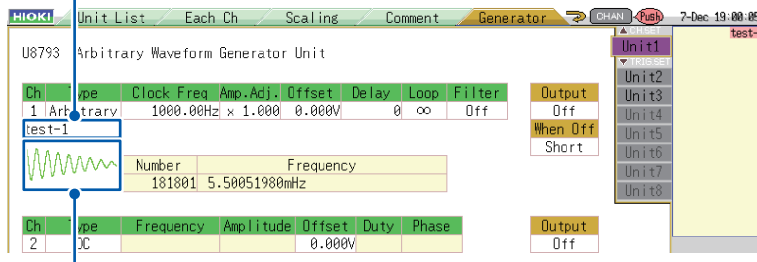 HIOKI Unit List Each Ch Scaling Comment Generator CHAN Push 7-Dec 19:00:05
▲CHSET test-
U8793 Arbitrary Waveform Generator Unit Unit1
▼TRIGSET
Unit2
Ch Type Clock Freq Amp.Adj. Offset Delay Loop Filter Output Unit3
1 Arbitrary 1000.00Hz × 1.000 0.000V 0 ∞ Off Off Unit4
test-1 When Off Unit5
Short Unit6
Number Frequency Unit7
181801 5.50051980mHz Unit8
Ch Type Frequency Amplitude Offset Duty Phase Output
2 DC 0.000V Off